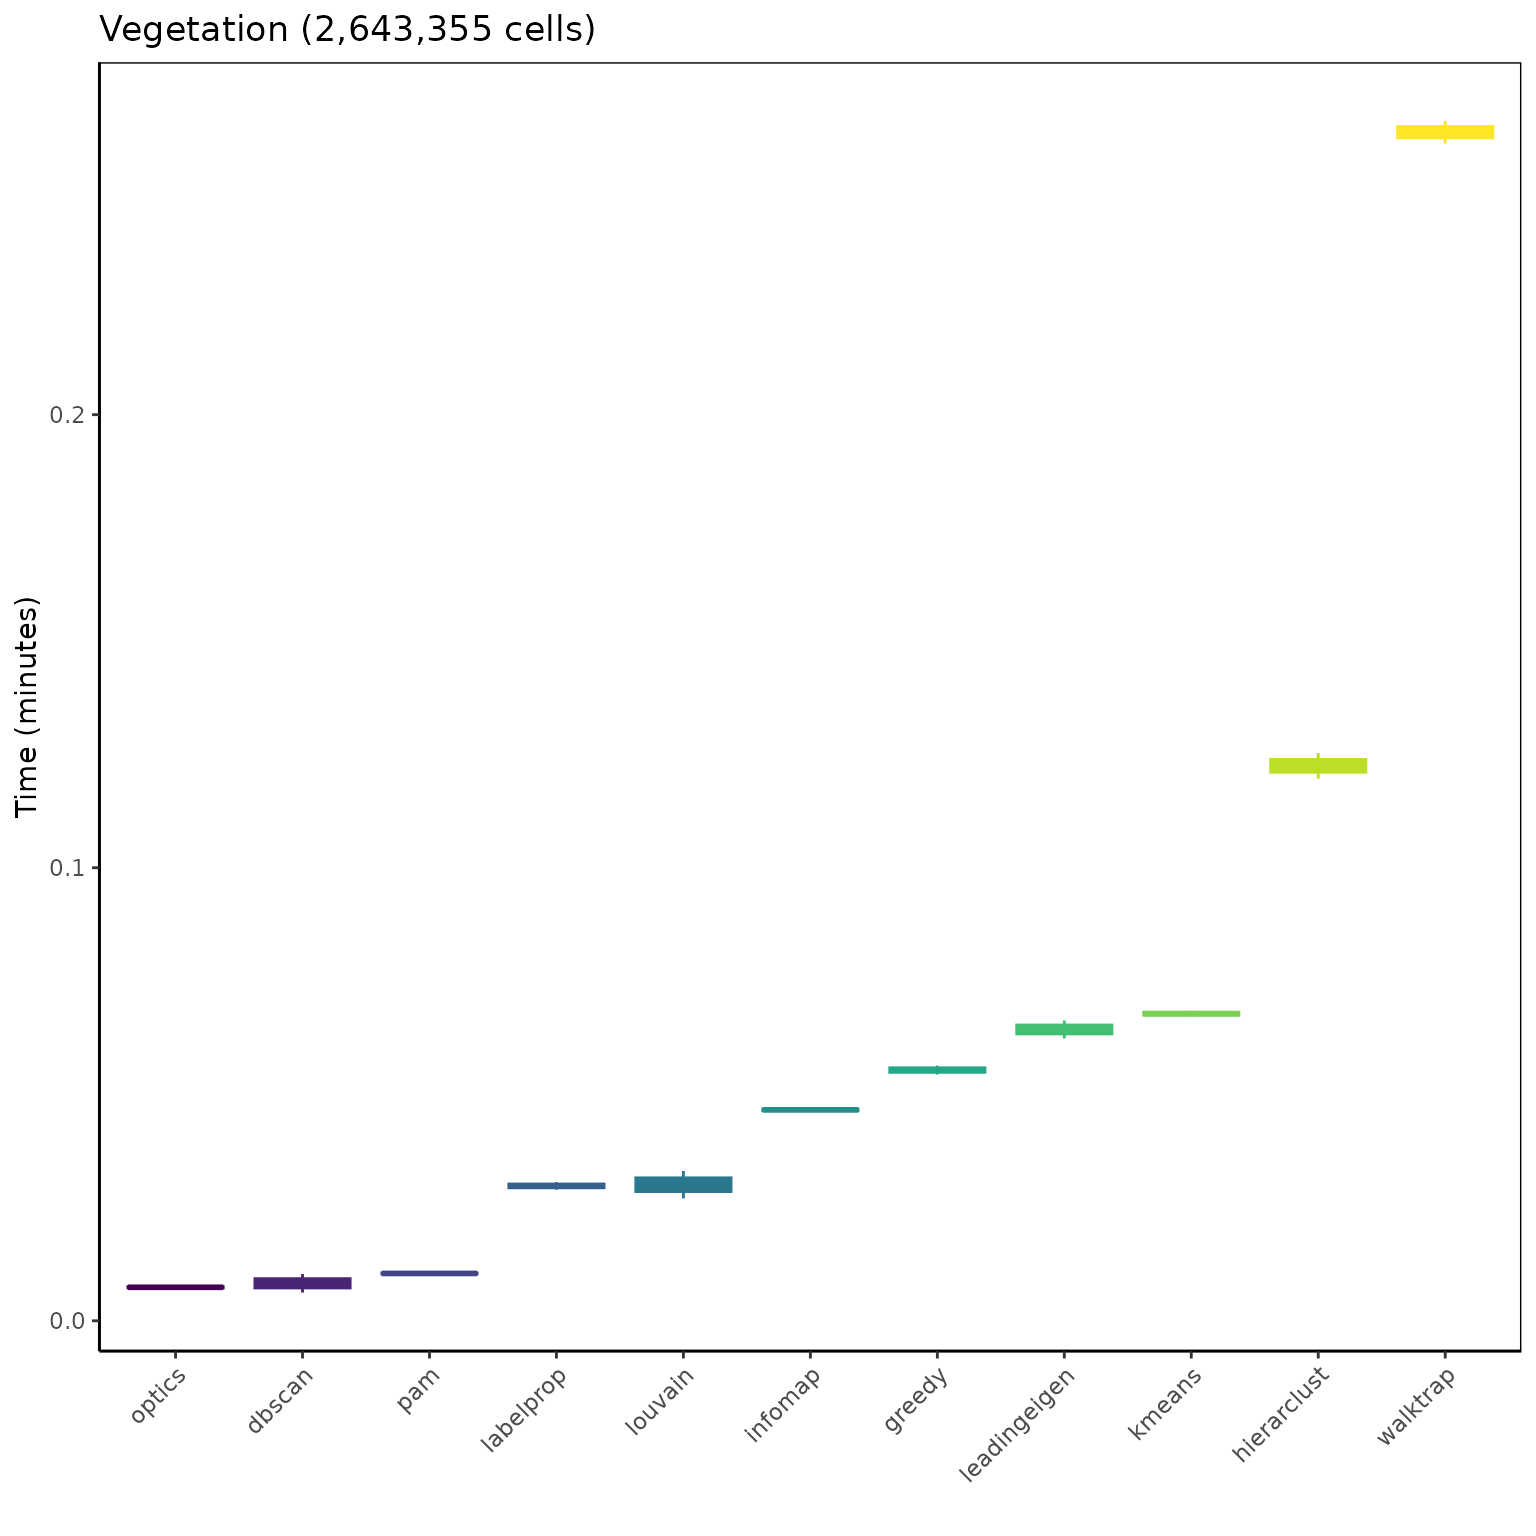 Vegetation (2,643,355 cells)
Time (minutes)
0.2
0.1
0.0
optics
dbscan
pam
labelprop
louvain
infomap
greedy
leadingeigen
kmeans
hierarclust
walktrap